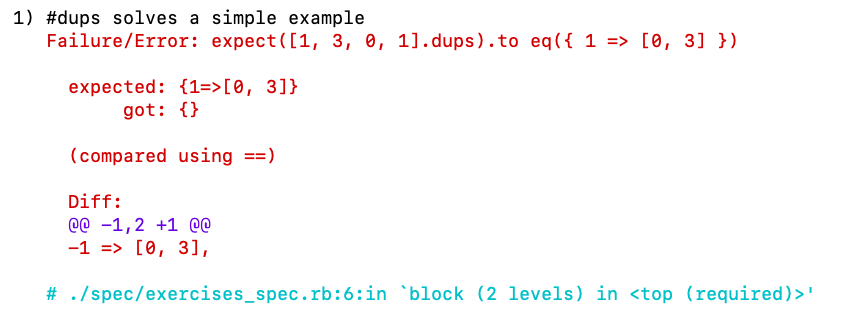 1) #dups solves a simple example
Failure/Error: expect([1, 3, 0, 1].dups).to eq({ 1 => [0, 3] })
expected: {1=>[0, 3]}
got: {}
(compared using ==)
Diff:
@@ -1,2 +1 @@
-1 => [0, 3],
# ./spec/exercises_spec.rb:6:in `block (2 levels) in <top (required)>'